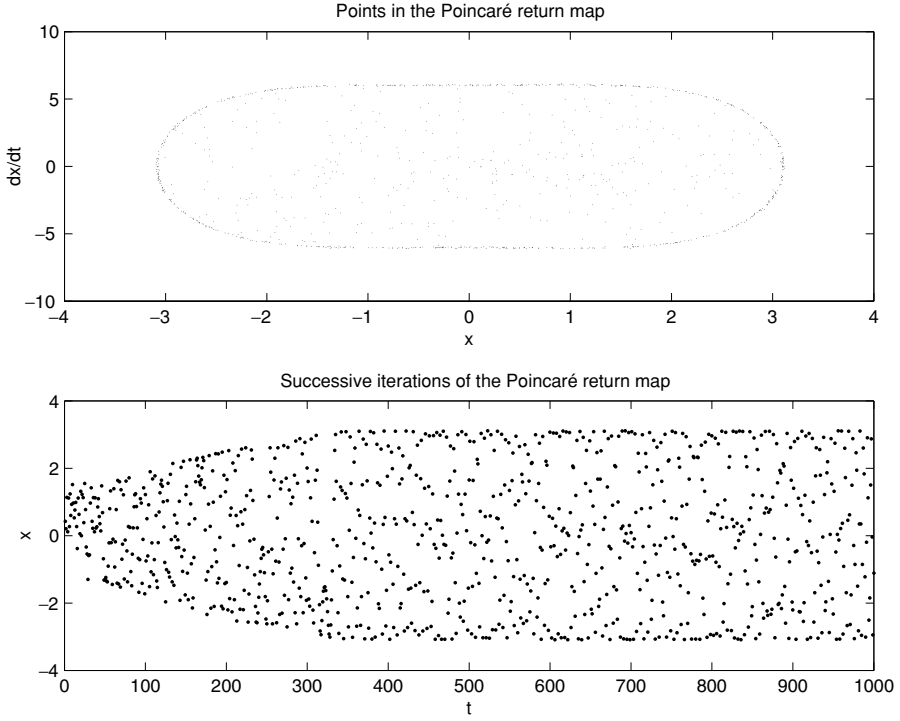 Points in the Poincaré return map
10
5
0
−5
−10
dx/dt
−4 −3 −2 −1 0 1 2 3 4
x
Successive iterations of the Poincaré return map
4
2
0
−2
−4
x
0 100 200 300 400 500 600 700 800 900 1000
t